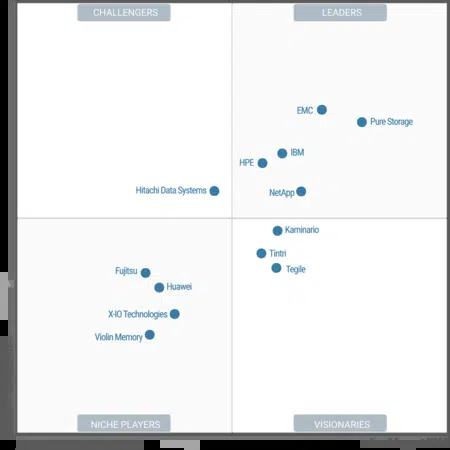 CHALLENGERS
LEADERS
EMC
Pure Storage
IBM
HPE
Hitachi Data Systems
NetApp
Kaminario
Tintri
Tegile
Fujitsu
Huawei
X-IO Technologies
Violin Memory
NICHE PLAYERS
VISIONARIES